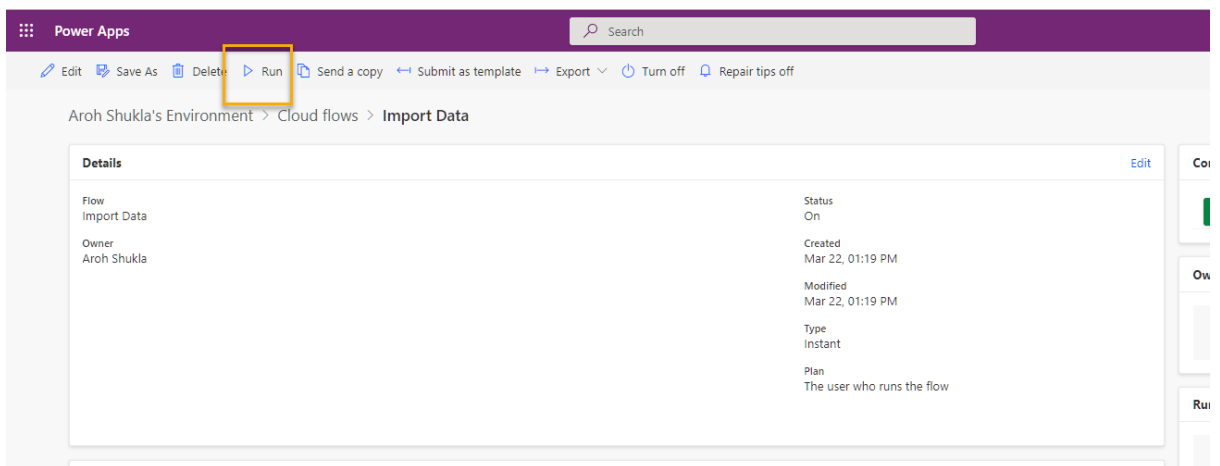 Power Apps
Search
Edit Save As Delete Run Send a copy Submit as template Export Turn off Repair tips off
Aroh Shukla's Environment > Cloud flows > Import Data
Details Edit
Flow
Import Data
Owner
Aroh Shukla
Status
On
Created
Mar 22, 01:19 PM
Modified
Mar 22, 01:19 PM
Type
Instant
Plan
The user who runs the flow